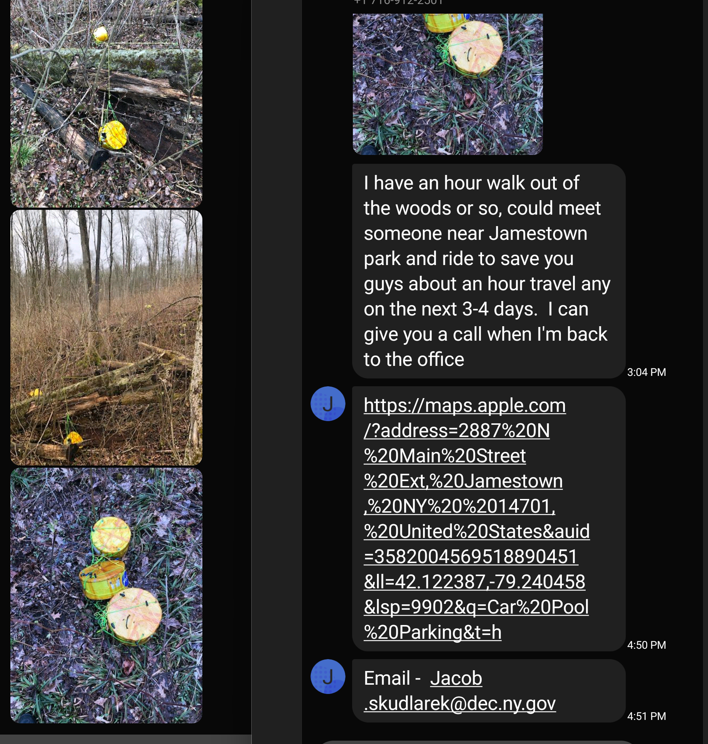 I have an hour walk out of
the woods or so, could meet
someone near Jamestown
park and ride to save you
guys about an hour travel any
on the next 3-4 days.  I can
give you a call when I'm back
to the office
3:04 PM
J
https://maps.apple.com
/?address=2887%20N
%20Main%20Street
%20Ext,%20Jamestown
,%20NY%20%2014701,
%20United%20States&auid
=3582004569518890451
&ll=42.122387,-79.240458
&lsp=9902&q=Car%20Pool
%20Parking&t=h
4:50 PM
J
Email -  Jacob
.skudlarek@dec.ny.gov
4:51 PM